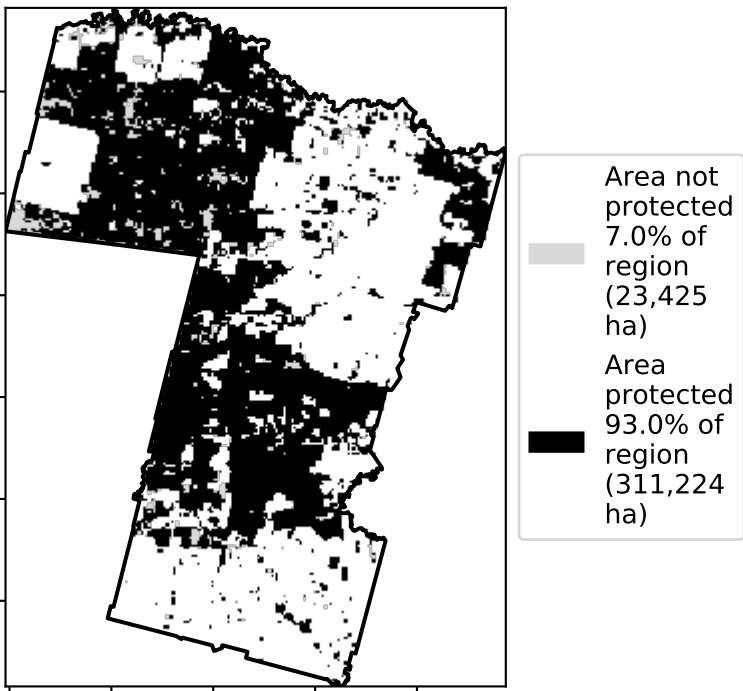 Area not
protected
7.0% of
region
(23,425
ha)
Area
protected
93.0% of
region
(311,224
ha)